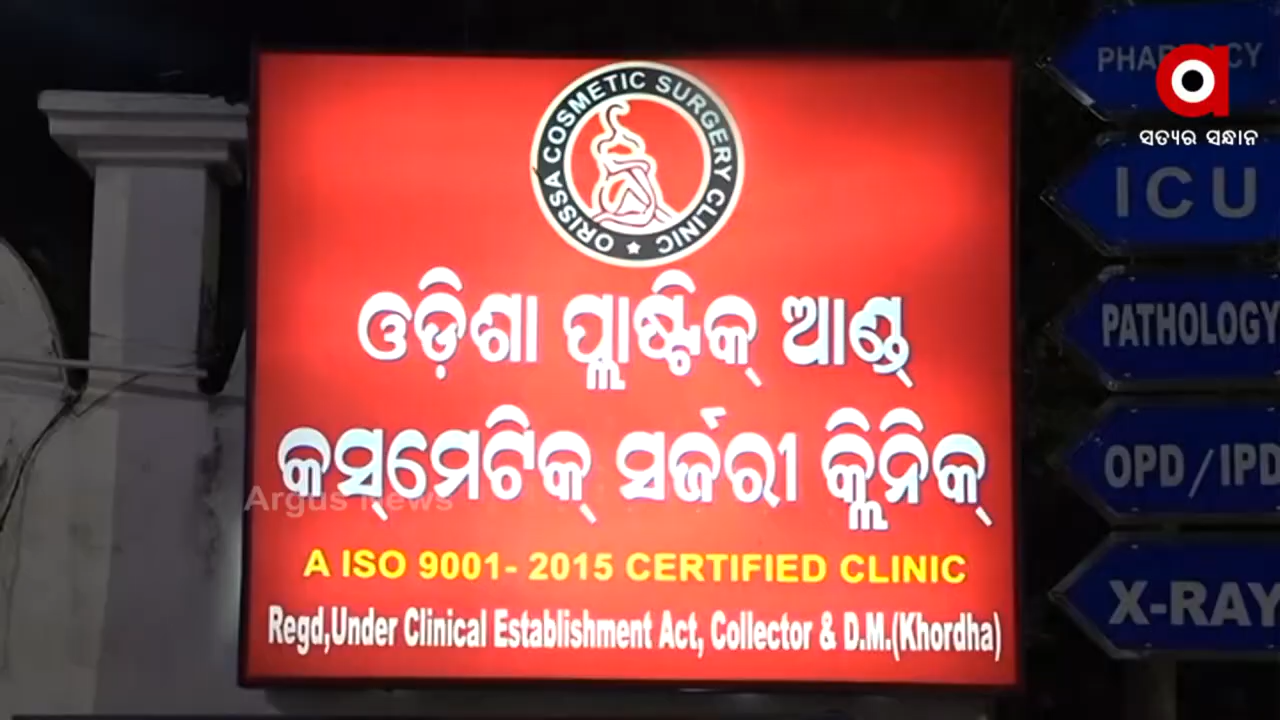 ORISSA COSMETIC SURGERY CLINIC
ଓଡ଼ିଶା ପ୍ଲାଷ୍ଟିକ୍ ଆଣ୍ଡ୍
କସ୍ମେଟିକ୍ ସର୍ଜରୀ କ୍ଲିନିକ୍
A ISO 9001- 2015 CERTIFIED CLINIC
Regd,Under Clinical Establishment Act, Collector & D.M.(Khordha)
Argus News
PHARMACY
ସତ୍ୟର ସନ୍ଧାନ
ICU
PATHOLOGY
OPD / IPD
X-RAY